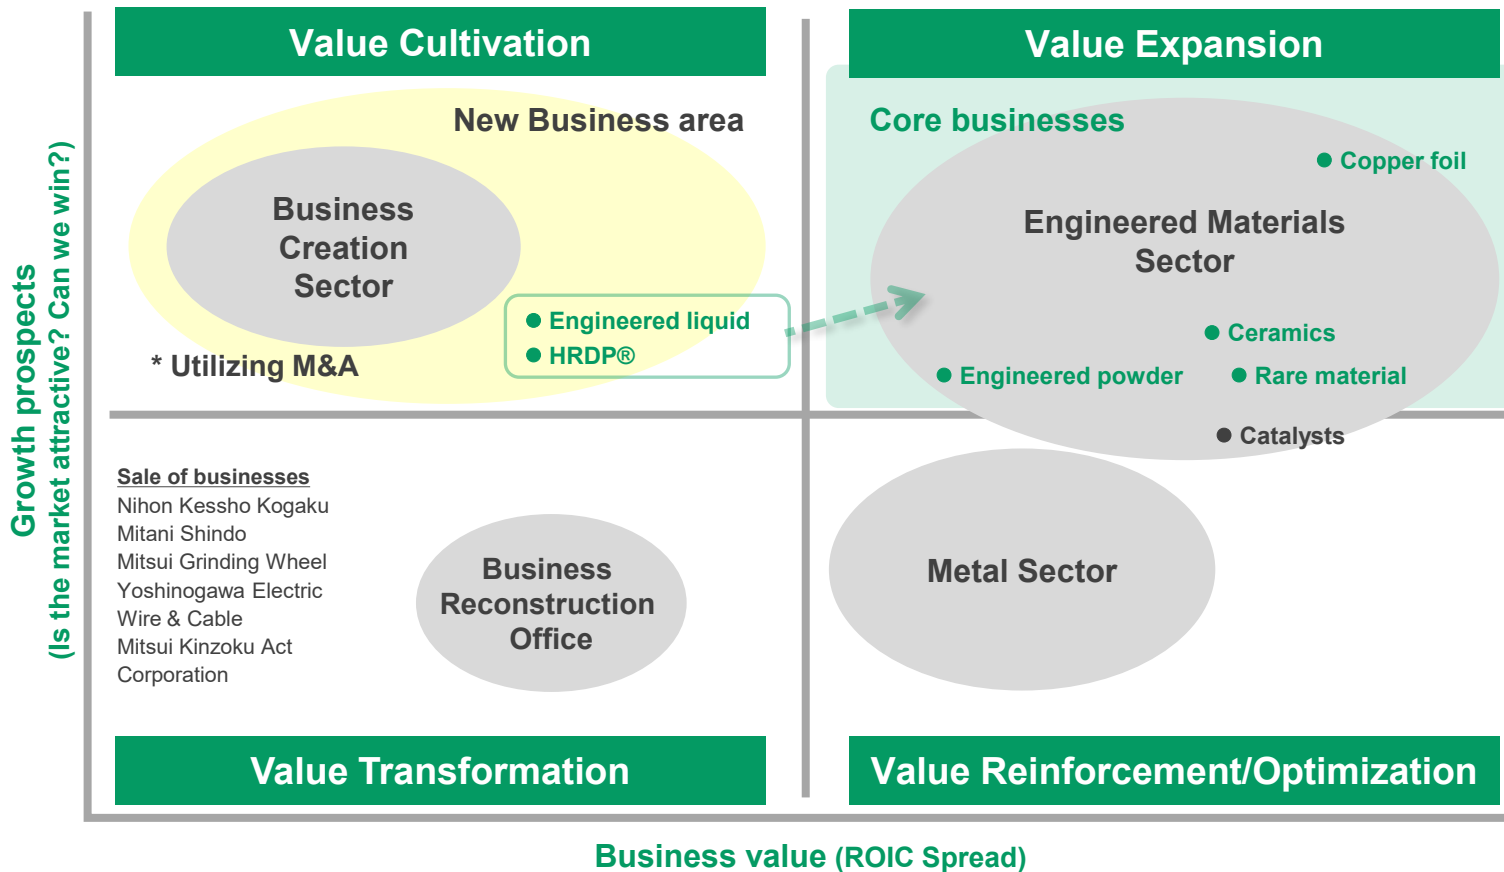 Value Cultivation
Value Expansion
New Business area
Business
Creation
Sector
● Engineered liquid
● HRDP®
* Utilizing M&A
Core businesses
● Copper foil
Engineered Materials
Sector
● Ceramics
● Engineered powder
● Rare material
● Catalysts
Growth prospects
(Is the market attractive? Can we win?)
Sale of businesses
Nihon Kessho Kogaku
Mitani Shindo
Mitsui Grinding Wheel
Yoshinogawa Electric
Wire & Cable
Mitsui Kinzoku Act
Corporation
Business
Reconstruction
Office
Metal Sector
Value Transformation
Value Reinforcement/Optimization
Business value (ROIC Spread)